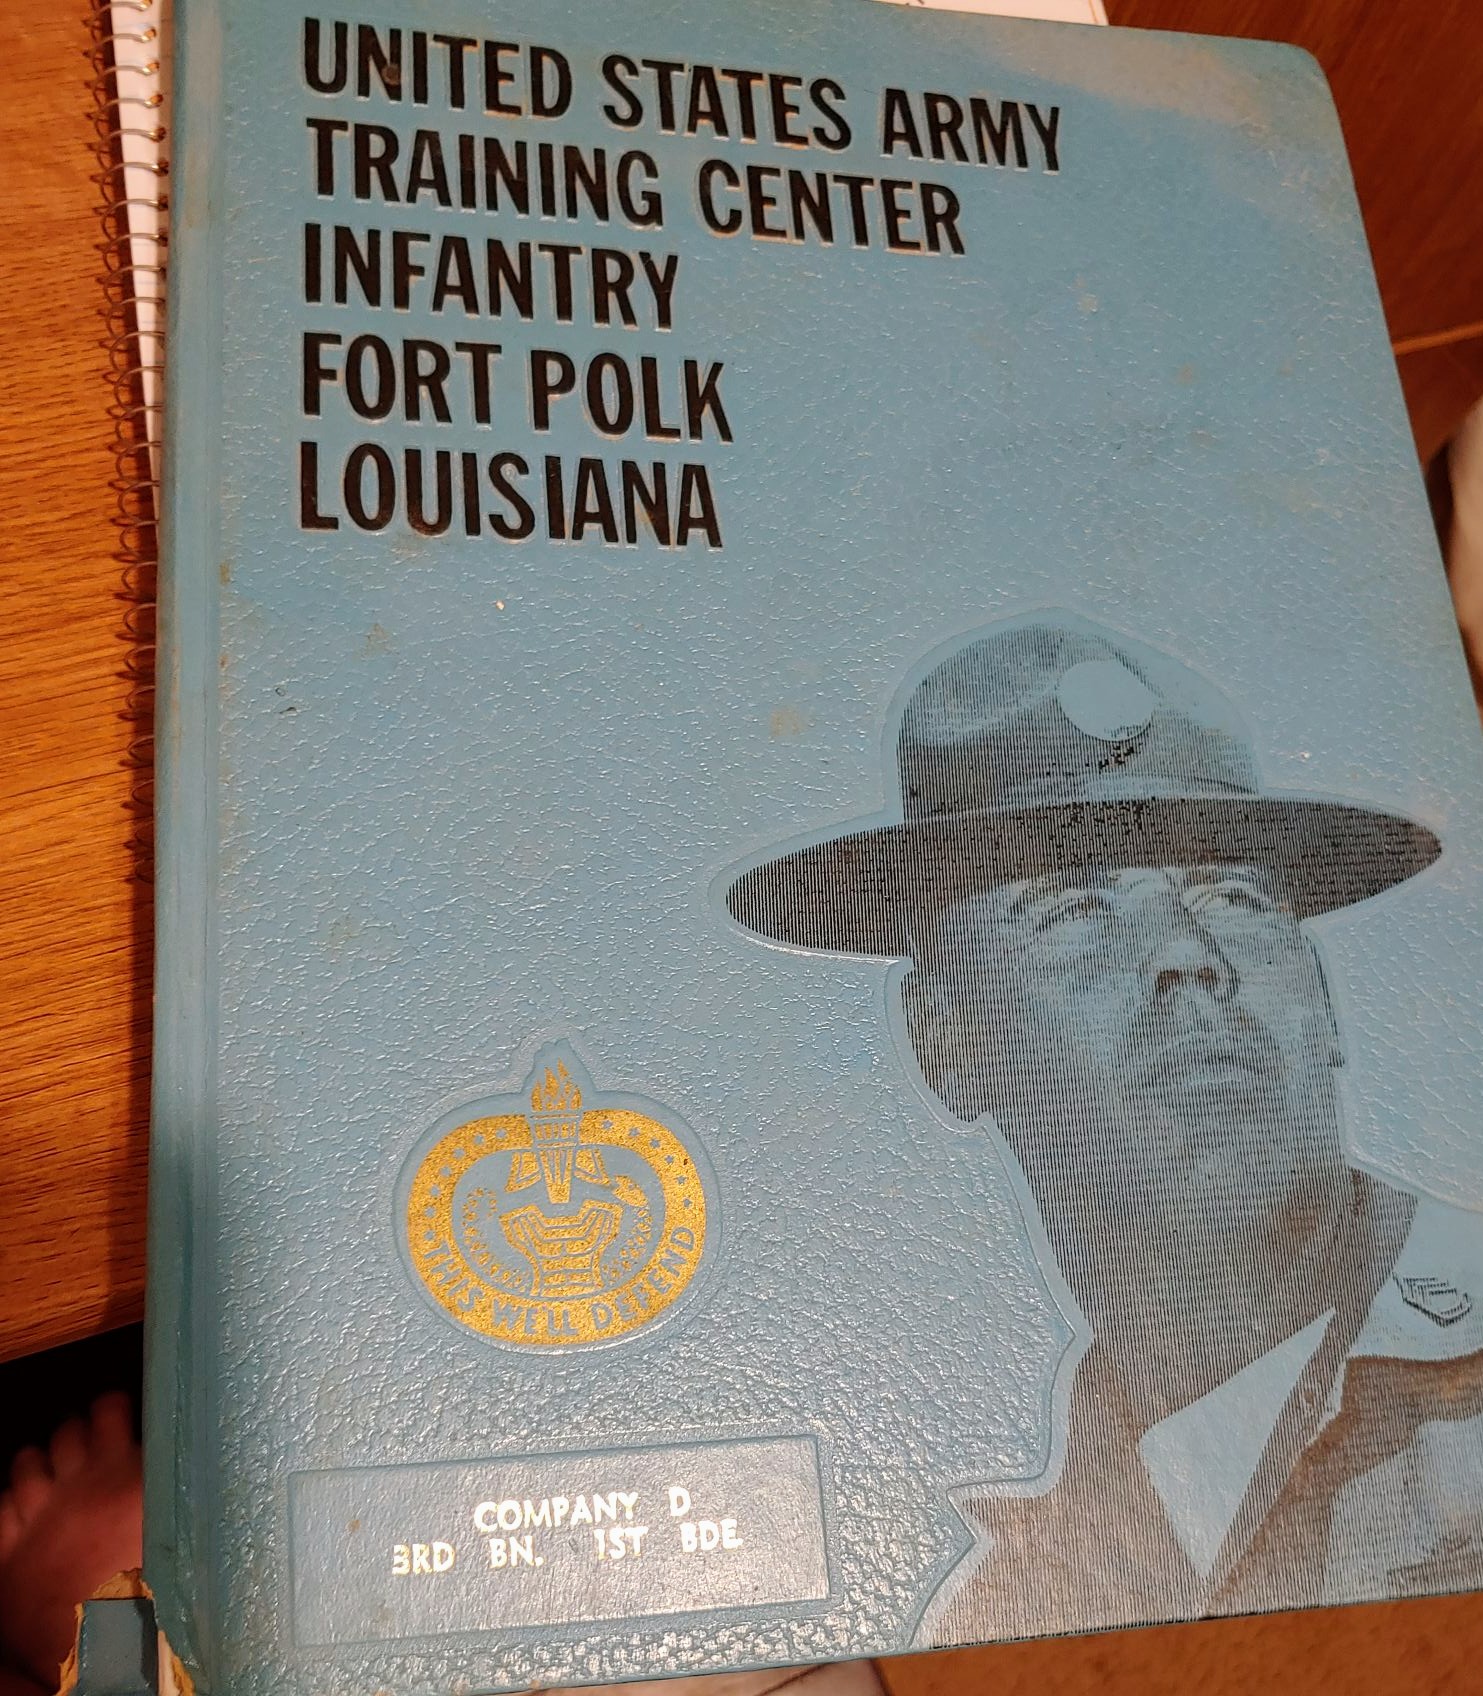 UNITED STATES ARMY
TRAINING CENTER
INFANTRY
FORT POLK
LOUISIANA
THIS WE'LL DEFEND
COMPANY D
3RD BN. 1ST BDE.